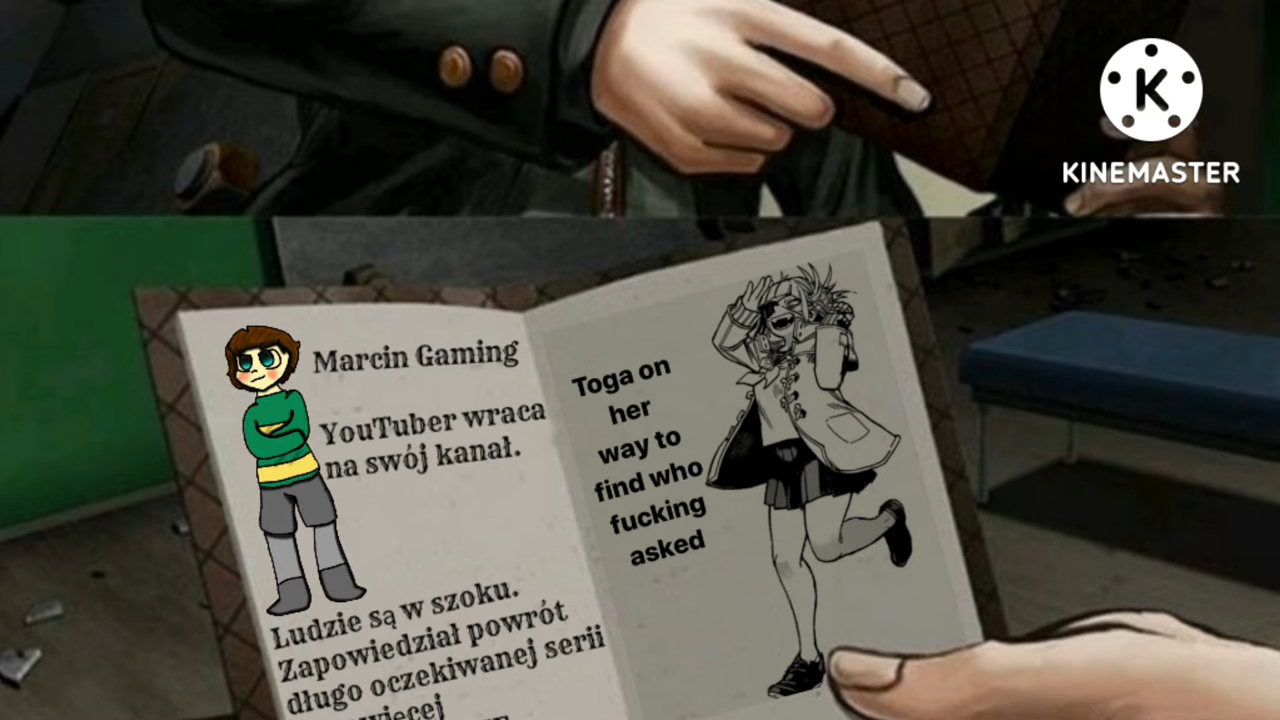 K
KINEMASTER
Marcin Gaming
YouTuber wraca
na swój kanał.
Ludzie są w szoku.
Zapowiedział powrót
długo oczekiwanej serii
więcej
Toga on
her
way to
find who
fucking
asked